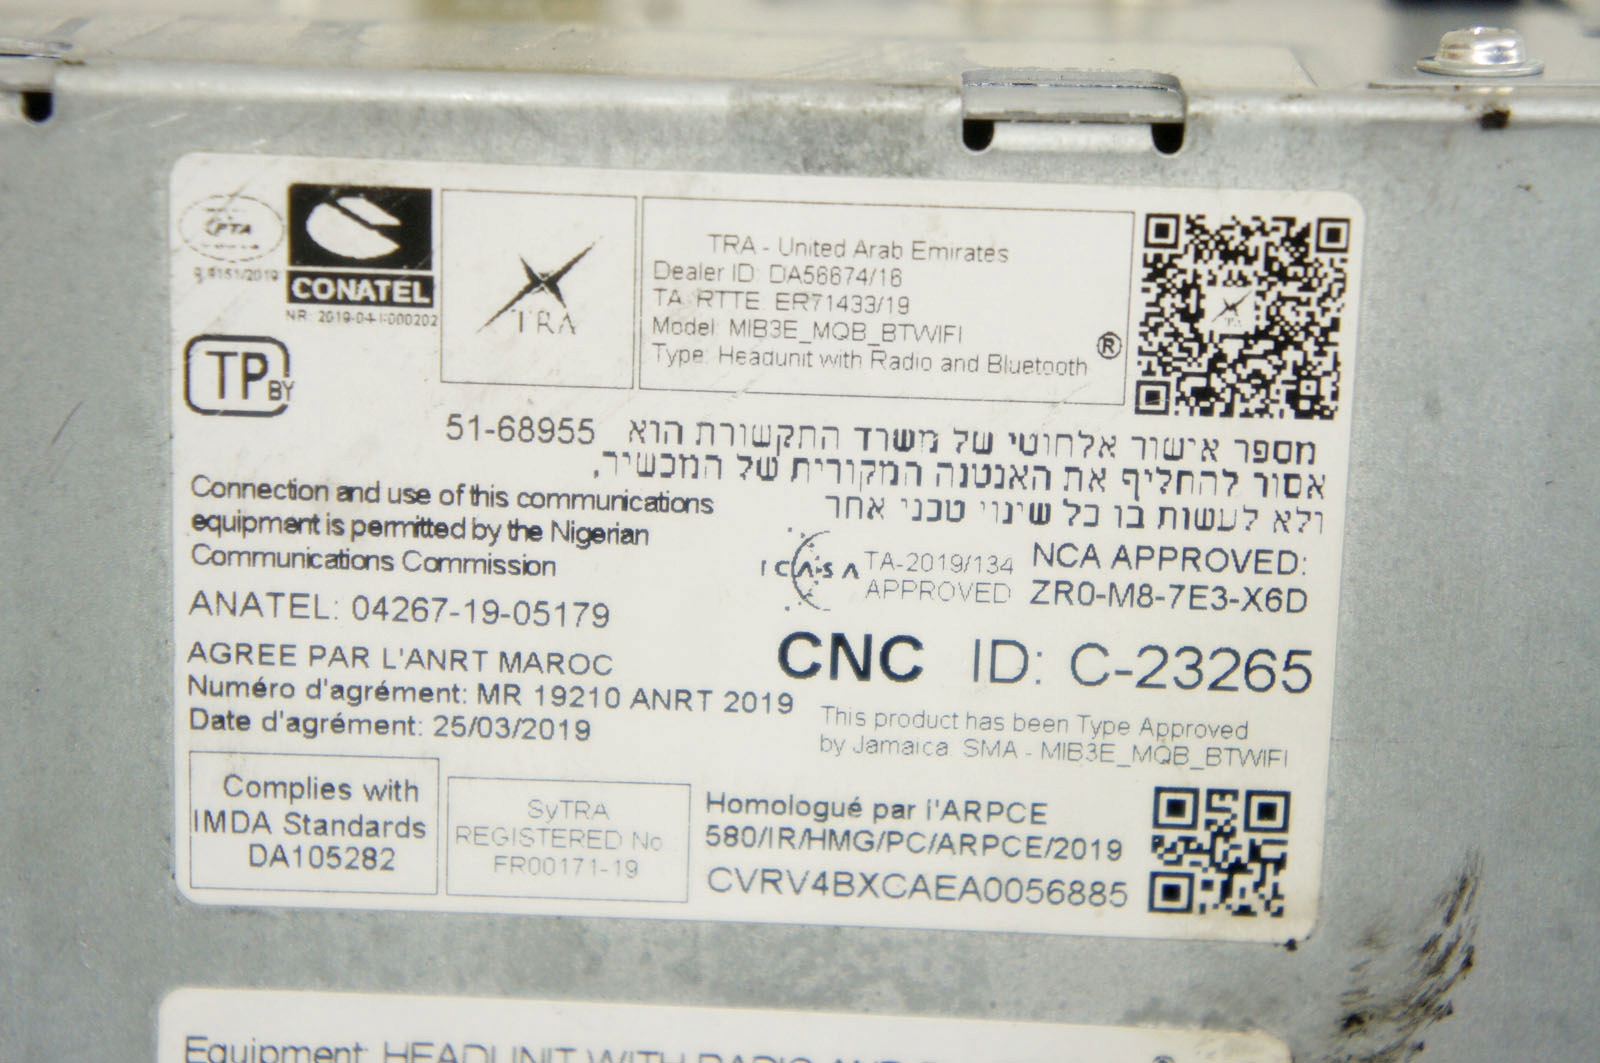 PTA
9.9151/2019
CONATEL
NR: 2019-04-I-000202
TP BY
TRA
TRA - United Arab Emirates
Dealer ID: DA56674/16
TA RTTE ER71433/19
Model: MIB3E_MQB_BTWIFI
Type: Headunit with Radio and Bluetooth
®
מספר אישור אלחוטי של משרד התקשורת הוא 51-68955
אסור להחליף את האנטנה המקורית של המכשיר,
ולא לעשות בו כל שינוי טכני אחר
Connection and use of this communications
equipment is permitted by the Nigerian
Communications Commission
ICASA TA-2019/134
APPROVED
NCA APPROVED:
ZR0-M8-7E3-X6D
ANATEL: 04267-19-05179
CNC ID: C-23265
AGREE PAR L'ANRT MAROC
Numéro d'agrément: MR 19210 ANRT 2019
Date d'agrément: 25/03/2019
This product has been Type Approved
by Jamaica SMA - MIB3E_MQB_BTWIFI
Complies with
IMDA Standards
DA105282
SyTRA
REGISTERED No
FR00171-19
Homologué par l'ARPCE
580/IR/HMG/PC/ARPCE/2019
CVRV4BXCAEA0056885
Equipment: HEADUNIT WITH RADIO AND